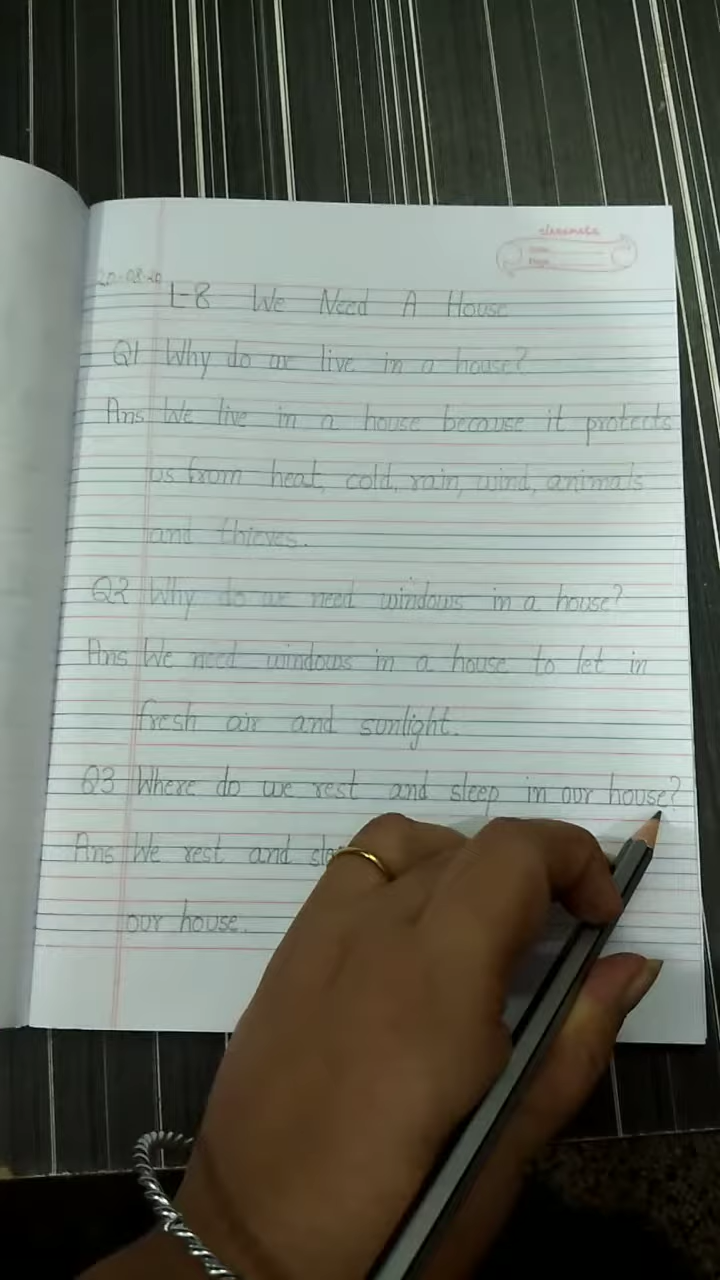 classmate
Date
Page
20-08-20
L-8 We Need A House
Q1 Why do we live in a house?
Ans We live in a house because it protects
us from heat, cold, rain, wind, animals
and thieves.
Q2 Why do we need windows in a house?
Ans We need windows in a house to let in
fresh air and sunlight.
Q3 Where do we rest and sleep in our house?
Ans We rest and
our house.